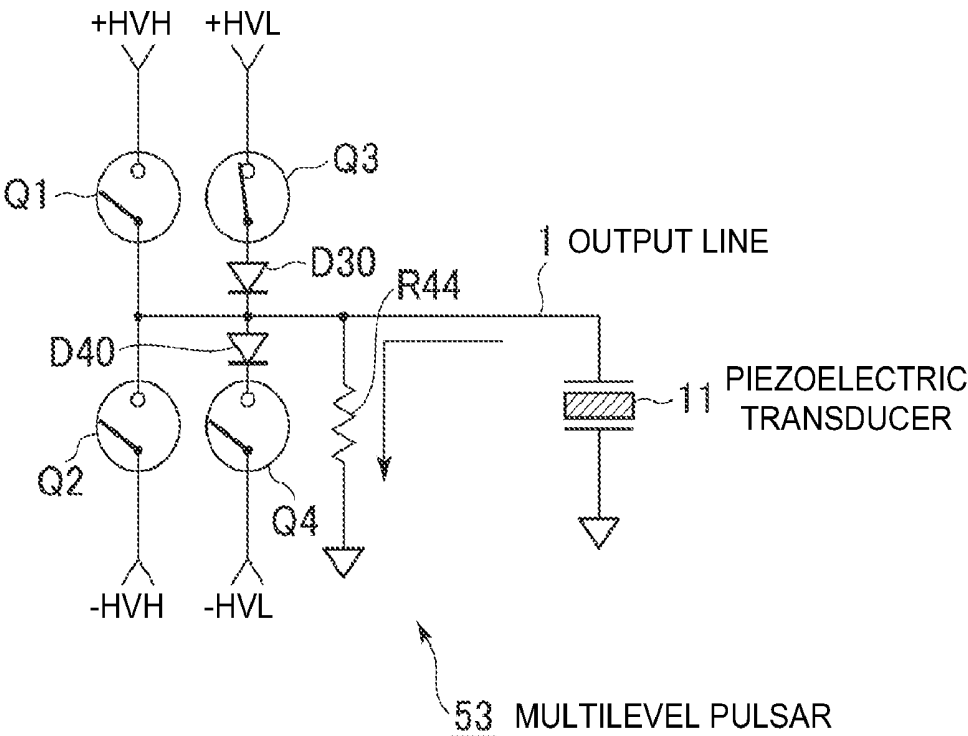 +HVH +HVL
Q1
Q3
D30
R44
1 OUTPUT LINE
D40
11 PIEZOELECTRIC
TRANSDUCER
Q2
Q4
-HVH -HVL
53 MULTILEVEL PULSAR